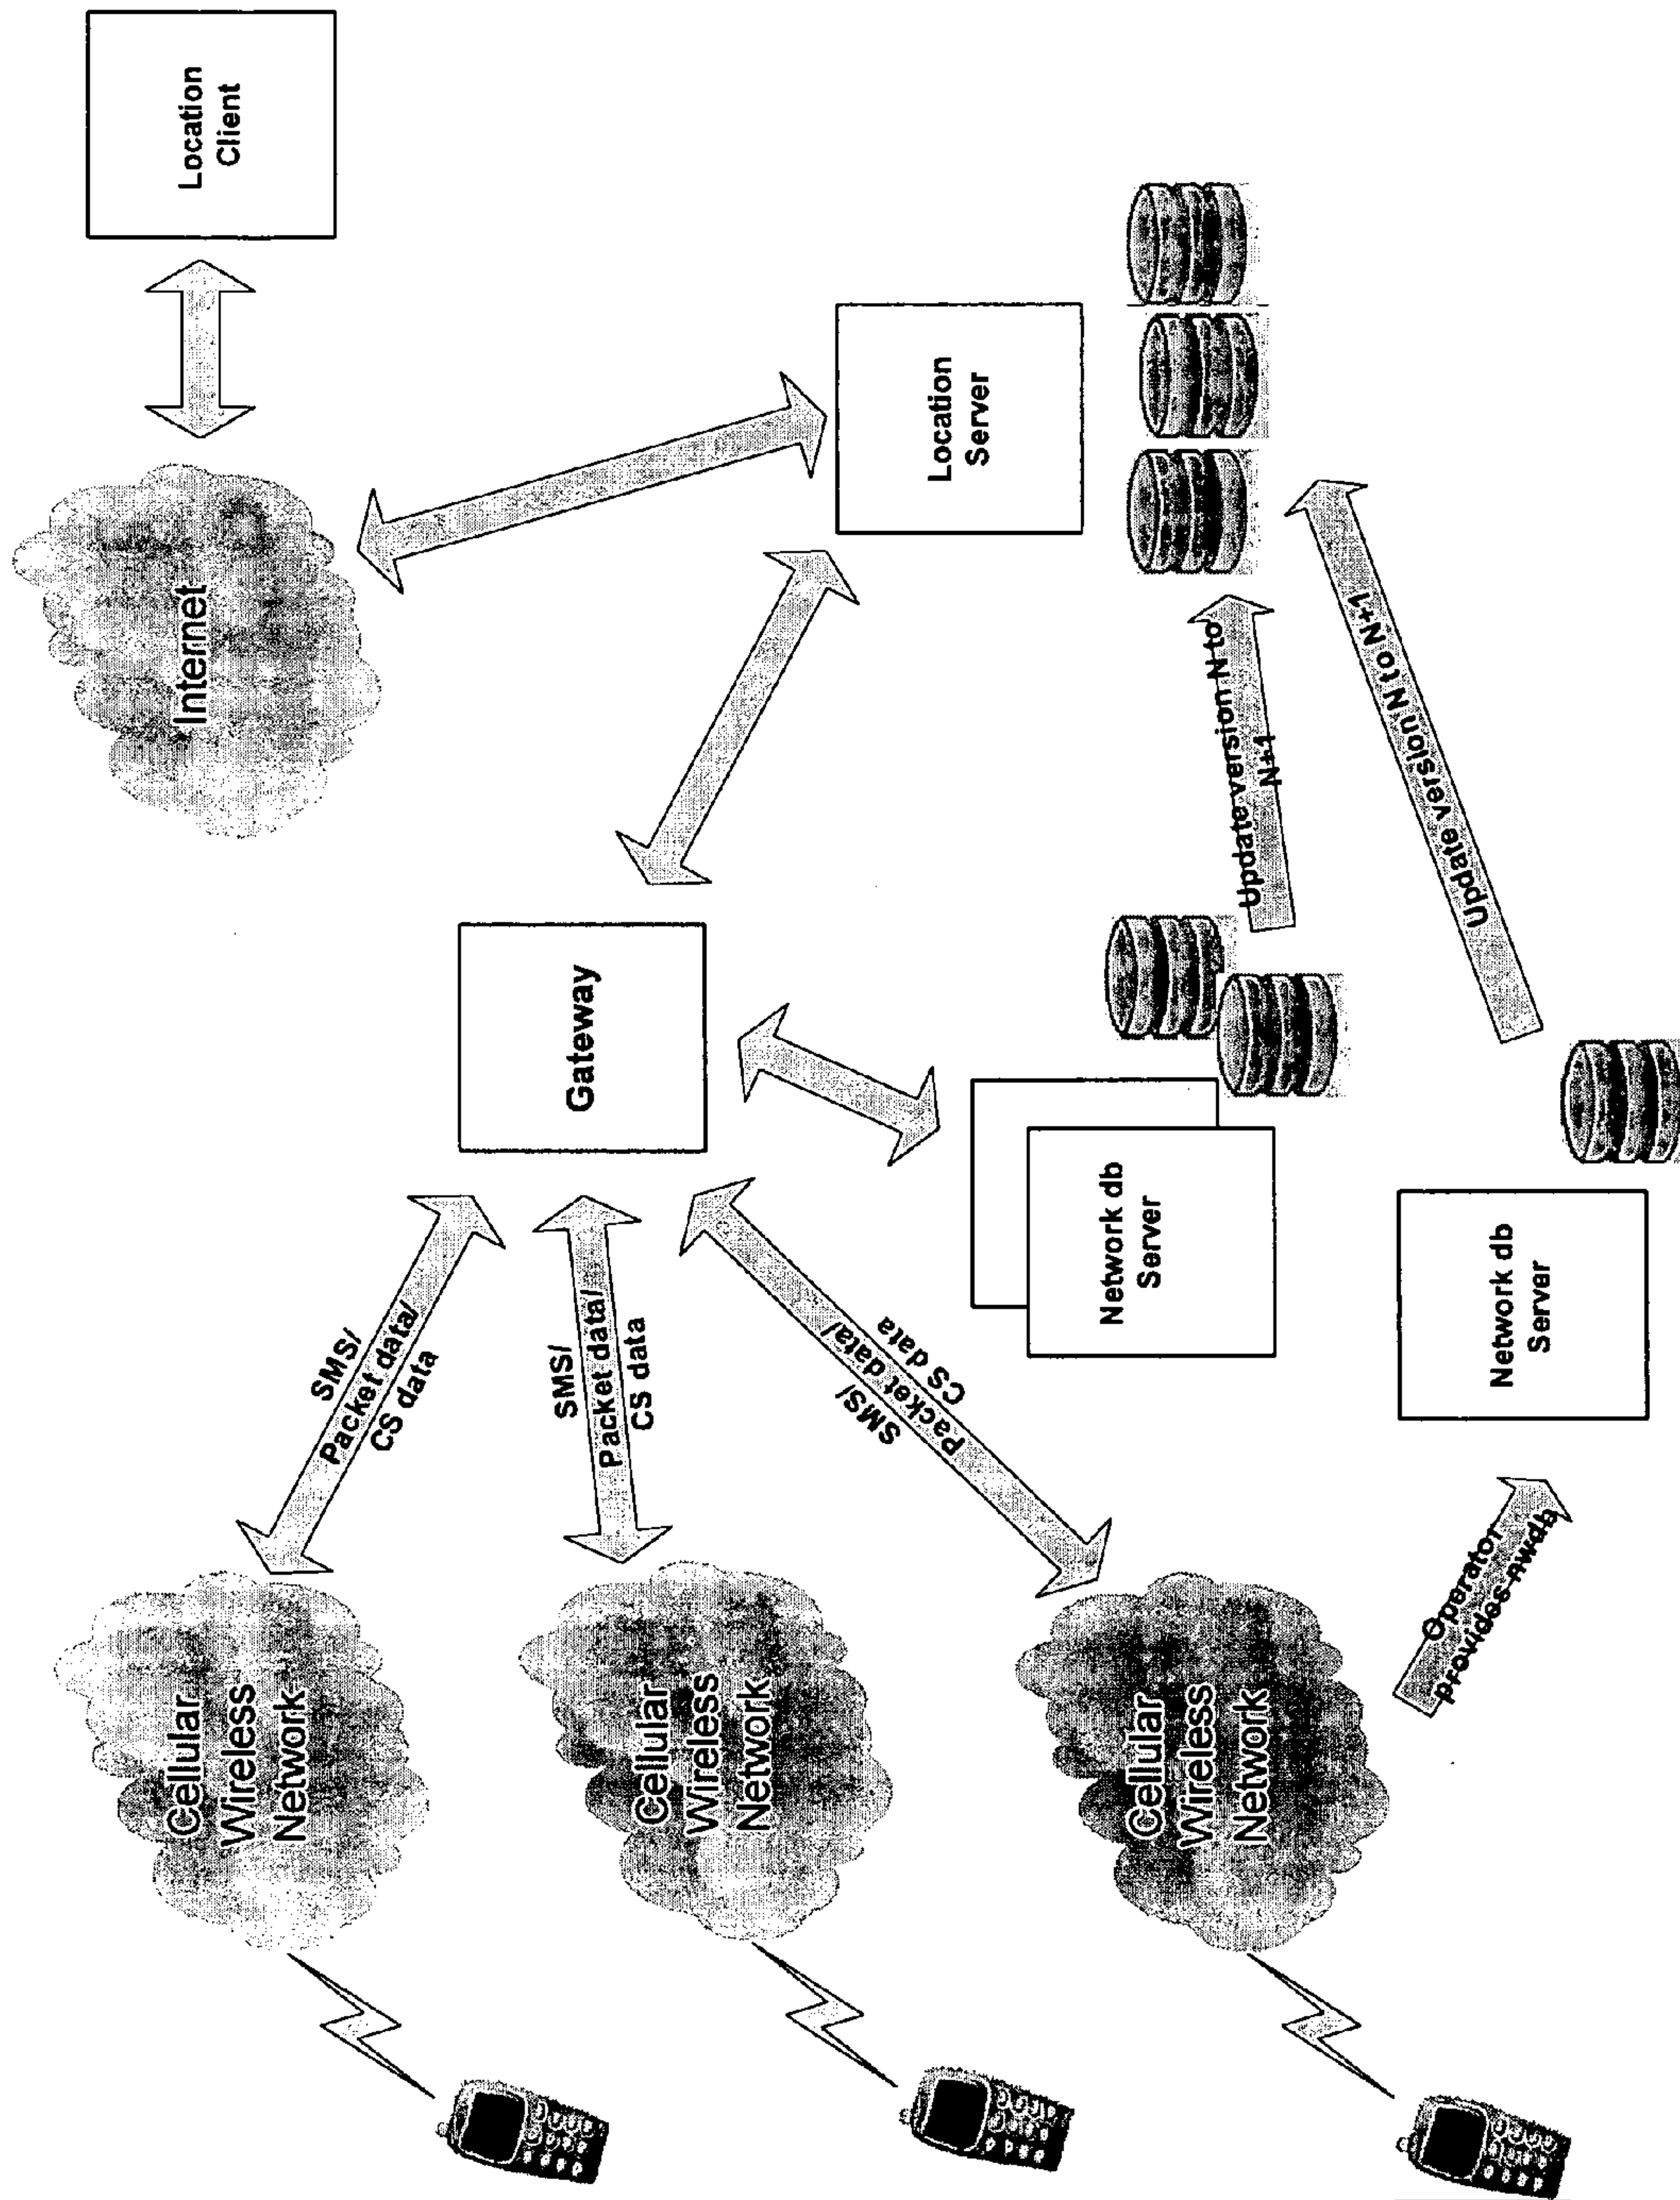 Cellular
Wireless
Network
SMS/
Packet data/
CS data
Internet
Location
Client
Cellular
Wireless
Network
SMS/
Packet data/
CS data
Gateway
Location
Server
Cellular
Wireless
Network
SMS/
Packet data/
CS data
Network db
Server
Update version N to
N+1
Operator
provides nwdb
Network db
Server
Update version N to N+1